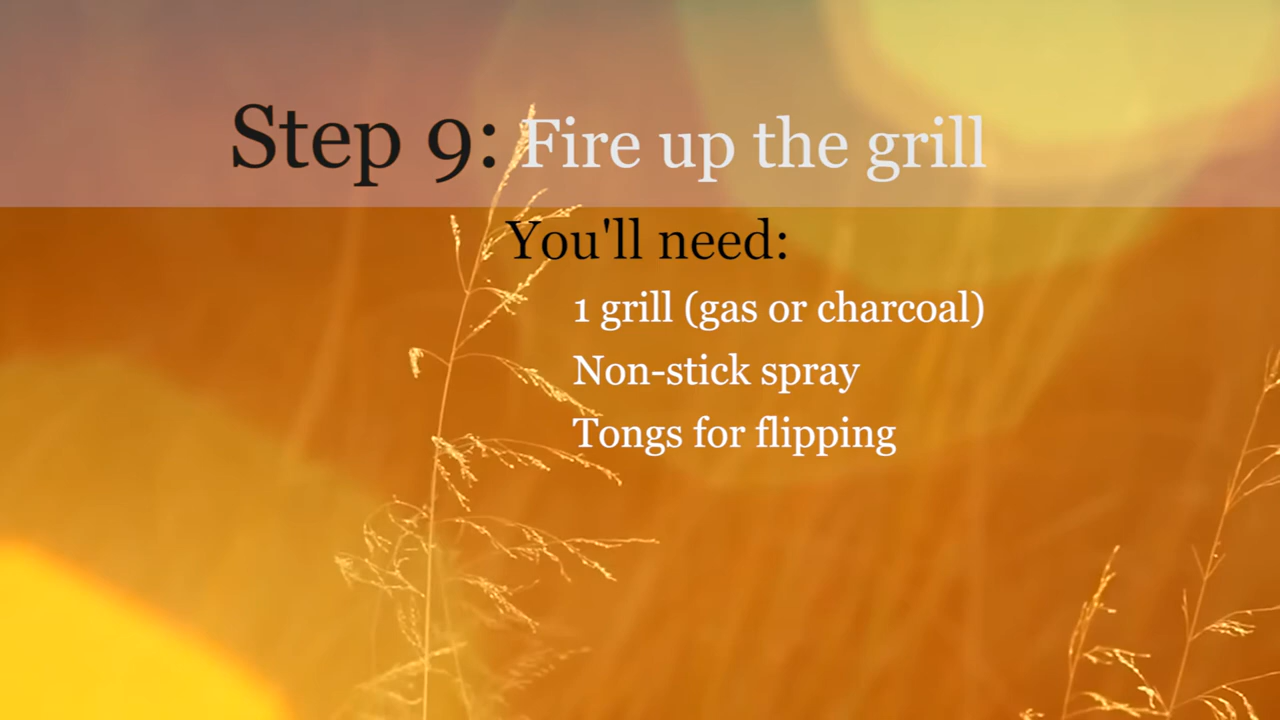 Step 9: Fire up the grill
You'll need:
1 grill (gas or charcoal)
Non-stick spray
Tongs for flipping